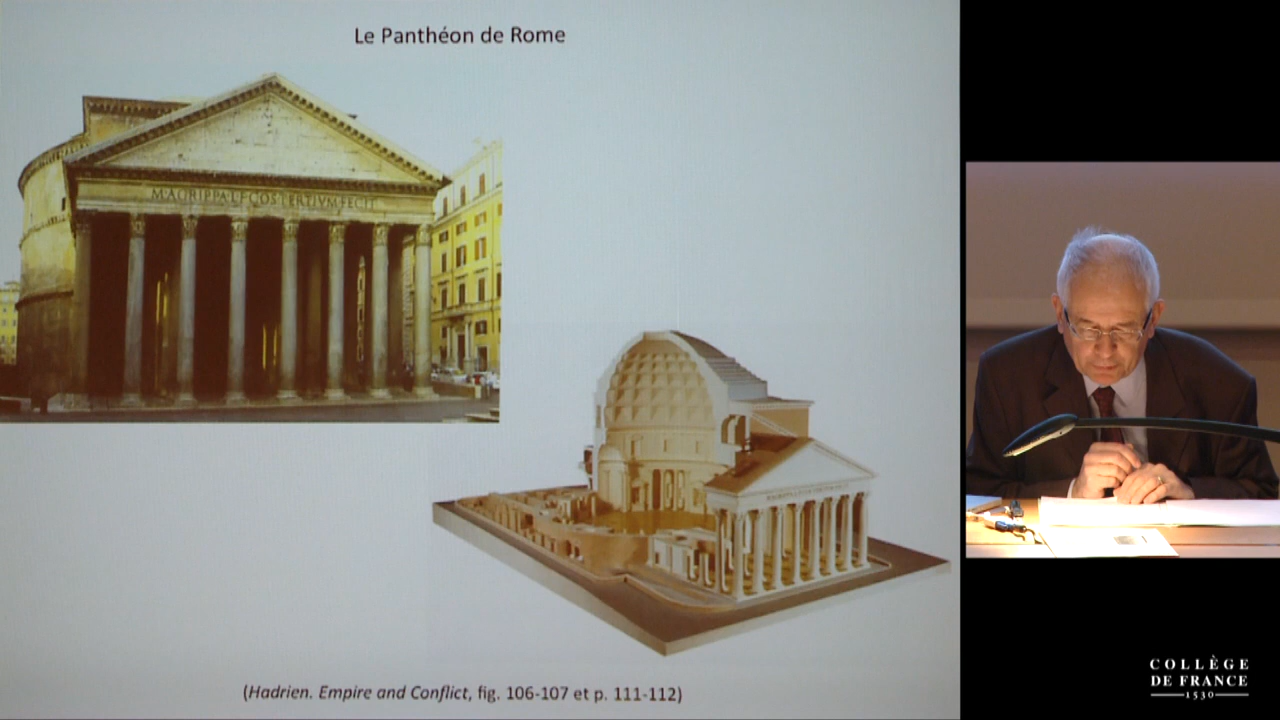 Le Panthéon de Rome
M·AGRIPPA·L·F·COS·TERTIVM·FECIT
(Hadrien. Empire and Conflict, fig. 106-107 et p. 111-112)
COLLÈGE
DE FRANCE
1530